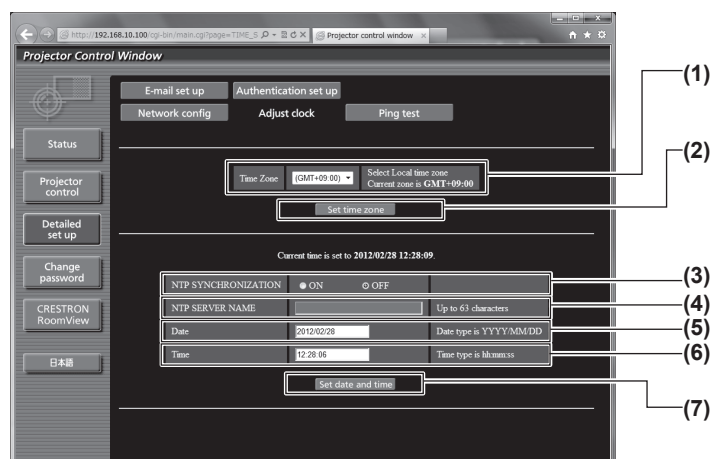 http://192.168.10.100/cgi-bin/main.cgi?page=TIME_S
Projector control window
Projector Control Window
E-mail set up Authentication set up
Network config Adjust clock Ping test
(1)
Status
(2)
Time Zone (GMT+09:00) Select Local time zone
Current zone is GMT+09:00
Projector
control
Set time zone
Detailed
set up
Current time is set to 2012/02/28 12:28:09.
Change
password
NTP SYNCHRONIZATION ON OFF (3)
NTP SERVER NAME Up to 63 characters (4)
CRESTRON
RoomView
Date 2012/02/28 Date type is YYYY/MM/DD (5)
Time 12:28:06 Time type is hh:mm:ss (6)
日本語
Set date and time
(7)